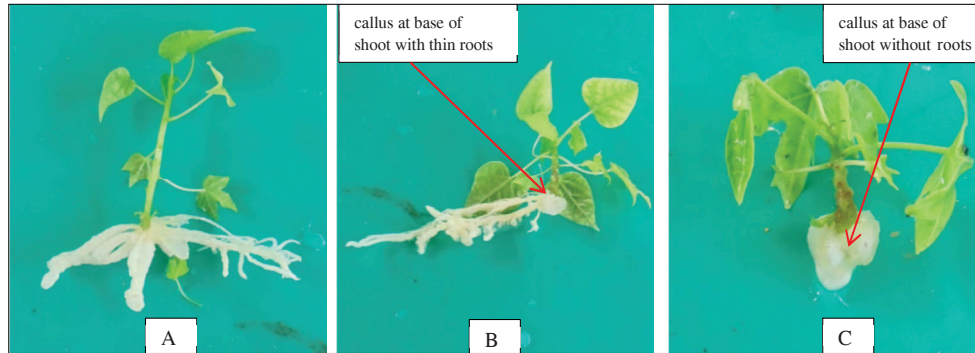 callus at base of
shoot with thin roots
callus at base of
shoot without roots
A
B
C